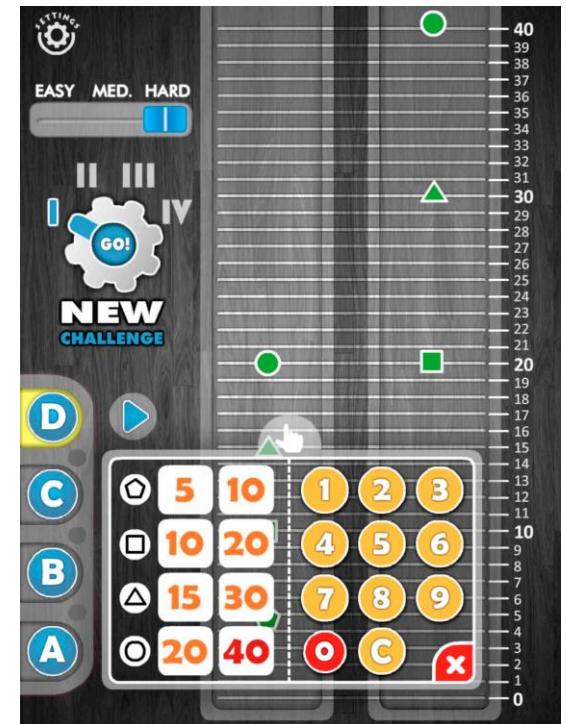 SETTINGS
EASY MED. HARD
I II III IV
GO!
NEW
CHALLENGE
D
C
B
A
5 10 1 2 3
10 20 4 5 6
15 30 7 8 9
20 40 0 C X
40
39
38
37
36
35
34
33
32
31
30
29
28
27
26
25
24
23
22
21
20
19
18
17
16
15
14
13
12
11
10
9
8
7
6
5
4
3
2
1
0